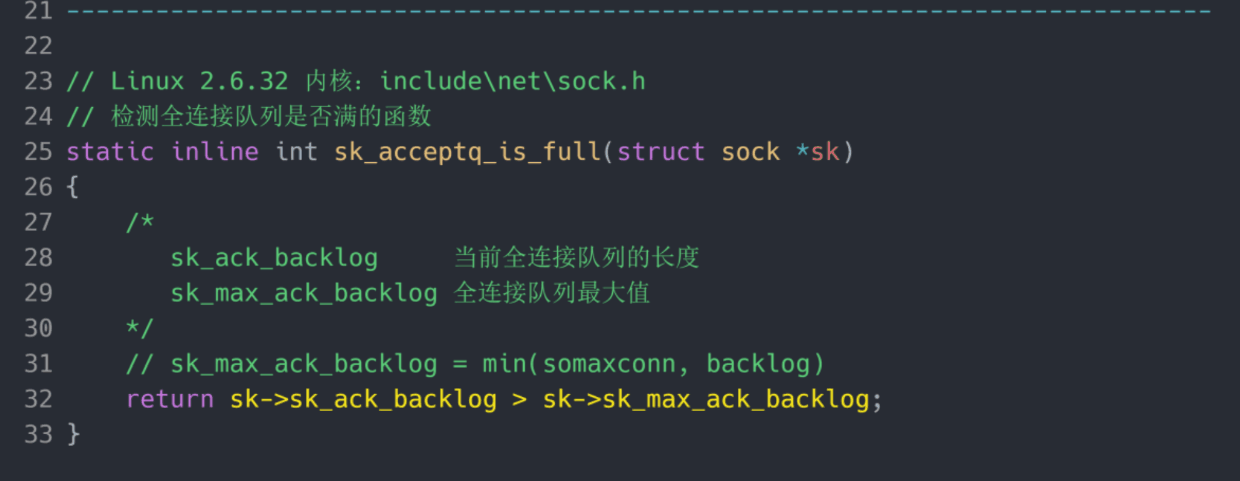 21 ------------------------------------------------------------------------------
22
23 // Linux 2.6.32 内核：include\net\sock.h
24 // 检测全连接队列是否满的函数
25 static inline int sk_acceptq_is_full(struct sock *sk)
26 {
27     /*
28        sk_ack_backlog     当前全连接队列的长度
29        sk_max_ack_backlog 全连接队列最大值
30     */
31     // sk_max_ack_backlog = min(somaxconn, backlog)
32     return sk->sk_ack_backlog > sk->sk_max_ack_backlog;
33 }